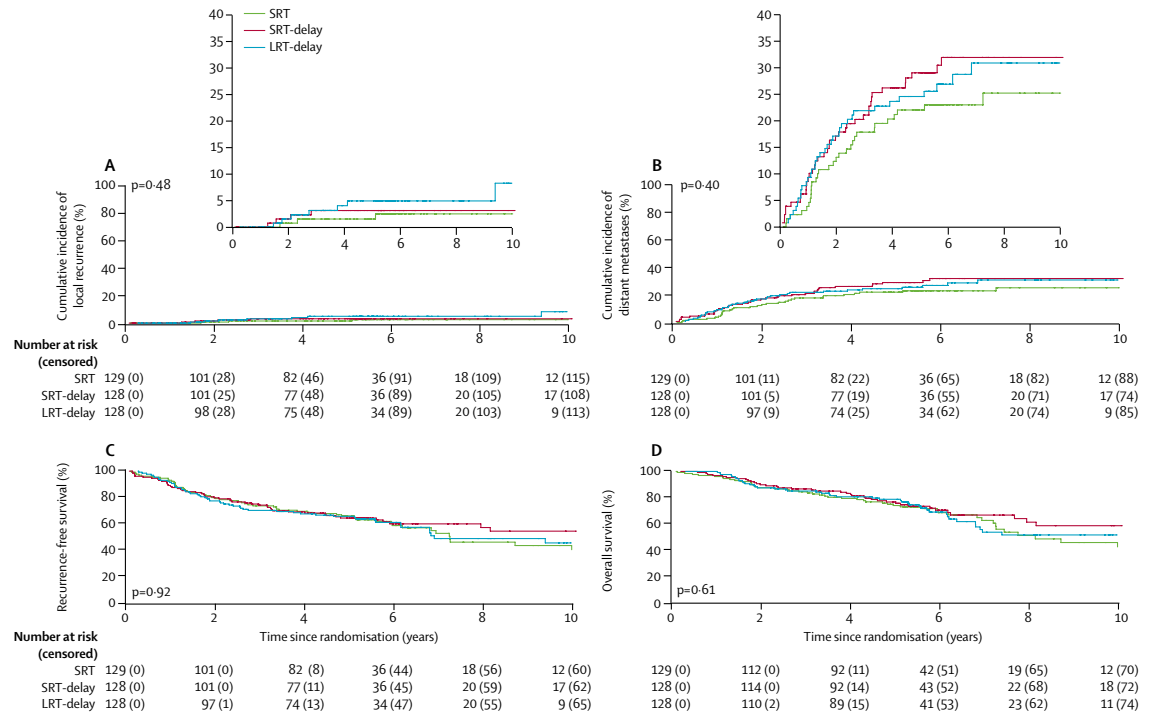 SRT
SRT-delay
LRT-delay
40
35
30
25
20
15
10
5
0
0 2 4 6 8 10
A
p=0·48
Cumulative incidence of
local recurrence (%)
100
80
60
40
20
0
0 2 4 6 8 10
40
35
30
25
20
15
10
5
0
0 2 4 6 8 10
B
p=0·40
Cumulative incidence of
distant metastases (%)
100
80
60
40
20
0
0 2 4 6 8 10
Number at risk
(censored)
SRT 129 (0) 101 (28) 82 (46) 36 (91) 18 (109) 12 (115) 129 (0) 101 (11) 82 (22) 36 (65) 18 (82) 12 (88)
SRT-delay 128 (0) 101 (25) 77 (48) 36 (89) 20 (105) 17 (108) 128 (0) 101 (5) 77 (19) 36 (55) 20 (71) 17 (74)
LRT-delay 128 (0) 98 (28) 75 (48) 34 (89) 20 (103) 9 (113) 128 (0) 97 (9) 74 (25) 34 (62) 20 (74) 9 (85)
C
Recurrence-free survival (%)
100
80
60
40
20
0
p=0·92
0 2 4 6 8 10
Time since randomisation (years)
D
Overall survival (%)
100
80
60
40
20
0
p=0·61
0 2 4 6 8 10
Time since randomisation (years)
Number at risk
(censored)
SRT 129 (0) 101 (0) 82 (8) 36 (44) 18 (56) 12 (60) 129 (0) 112 (0) 92 (11) 42 (51) 19 (65) 12 (70)
SRT-delay 128 (0) 101 (0) 77 (11) 36 (45) 20 (59) 17 (62) 128 (0) 114 (0) 92 (14) 43 (52) 22 (68) 18 (72)
LRT-delay 128 (0) 97 (1) 74 (13) 34 (47) 20 (55) 9 (65) 128 (0) 110 (2) 89 (15) 41 (53) 23 (62) 11 (74)